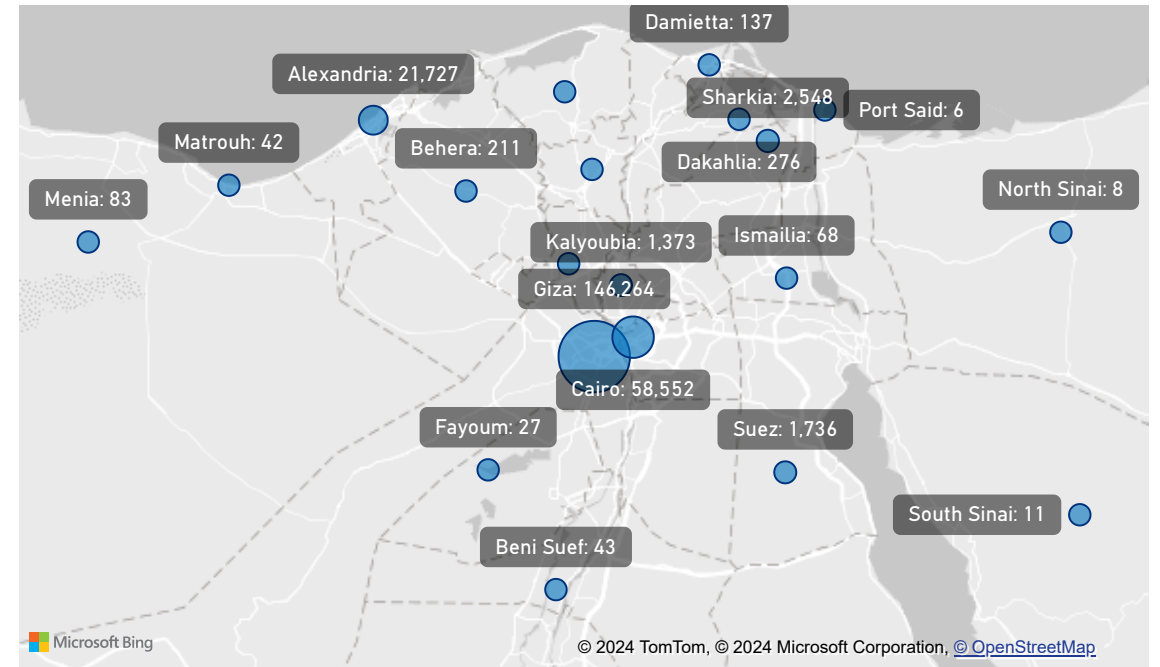 Damietta: 137
Alexandria: 21,727
Sharkia: 2,548
Port Said: 6
Matrouh: 42
Behera: 211
Dakahlia: 276
Menia: 83
North Sinai: 8
Kalyoubia: 1,373
Ismailia: 68
Giza: 146,264
Cairo: 58,552
Fayoum: 27
Suez: 1,736
South Sinai: 11
Beni Suef: 43
Microsoft Bing
© 2024 TomTom, © 2024 Microsoft Corporation, © OpenStreetMap